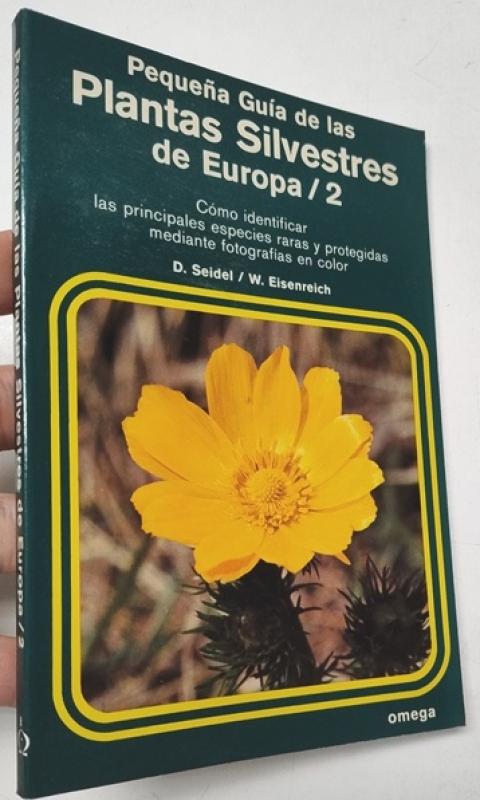 Pequeña Guía de las
Plantas Silvestres
de Europa / 2
Cómo identificar
las principales especies raras y protegidas
mediante fotografías en color
D. Seidel / W. Eisenreich
omega
Pequeña Guía de las Plantas Silvestres de Europa / 2
Ω